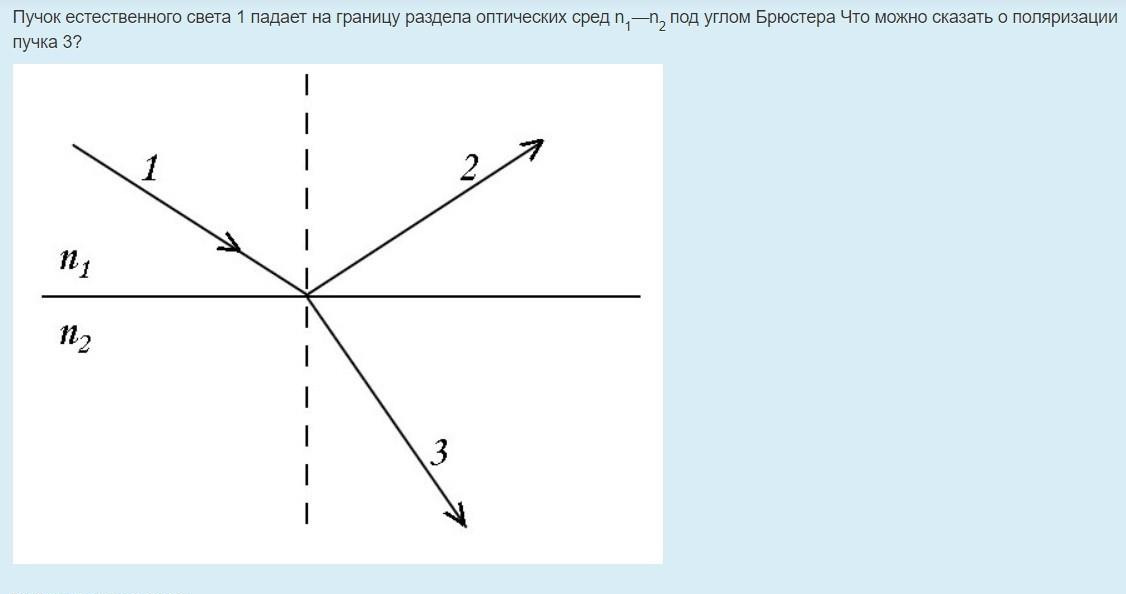 Пучок естественного света 1 падает на границу раздела оптических сред n₁—n₂ под углом Брюстера Что можно сказать о поляризации
пучка 3?
1
2
n₁
n₂
3